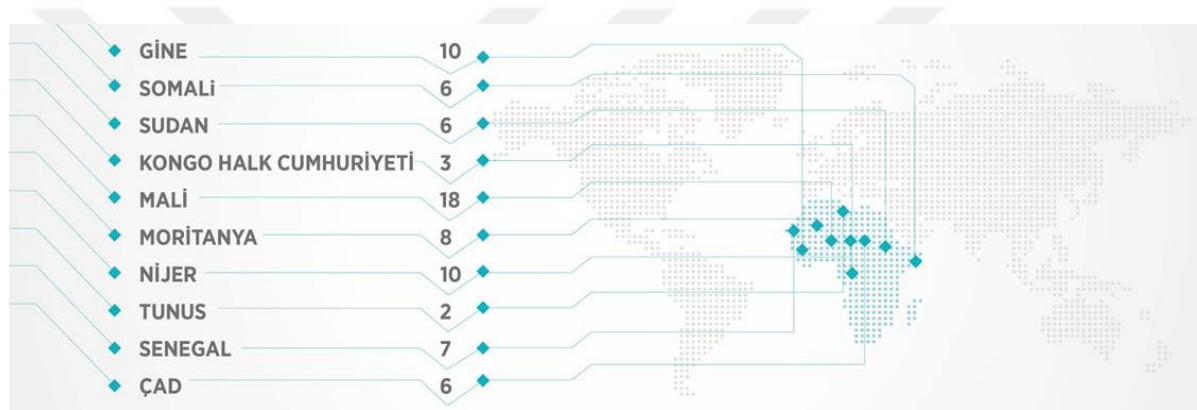 GİNE 10
SOMALİ 6
SUDAN 6
KONGO HALK CUMHURİYETİ 3
MALİ 18
MORİTANYA 8
NİJER 10
TUNUS 2
SENEGAL 7
ÇAD 6